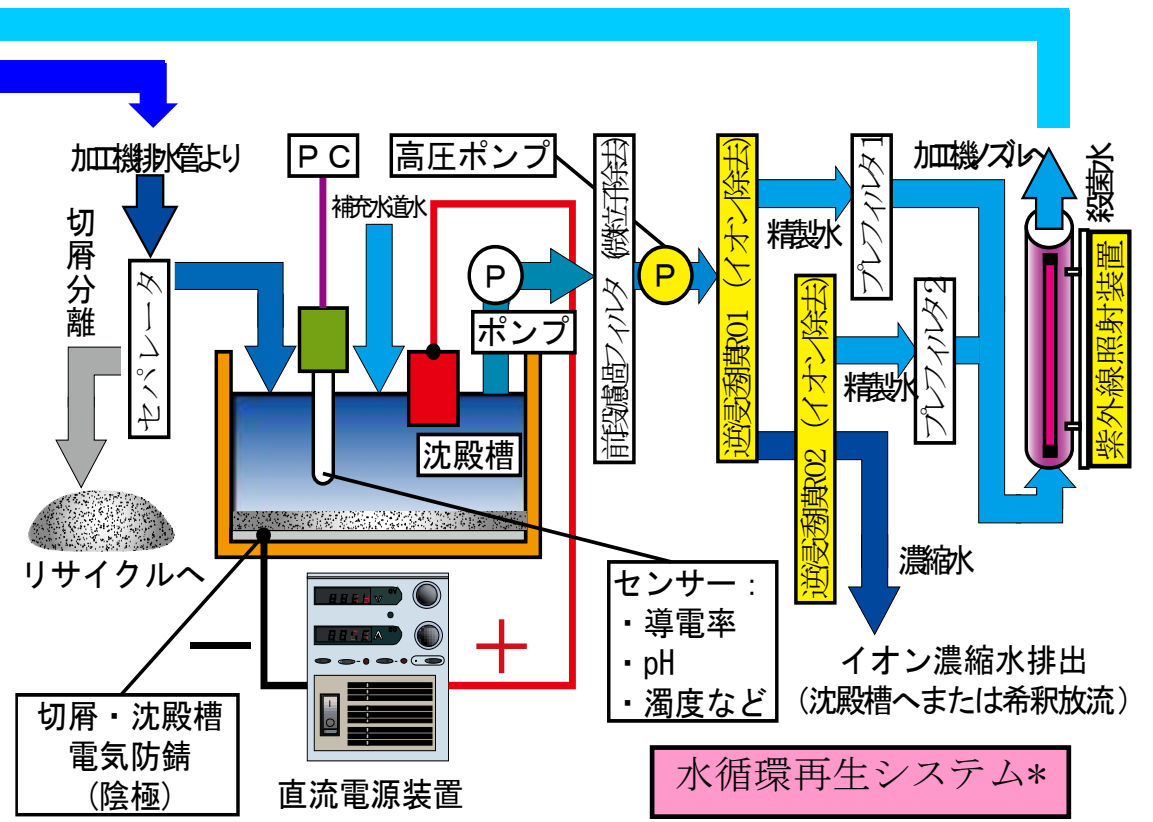 加工機排水管より
切屑分離
セパレータ
リサイクルへ
ＰＣ
補充水道水
高圧ポンプ
Ｐ
ポンプ
沈殿槽
前段濾過フィルタ（微粒子除去）
Ｐ
逆浸透膜RO1（イオン除去）
精製水
プレフィルタ1
逆浸透膜RO2（イオン除去）
精製水
プレフィルタ2
加工機ノズルへ
殺菌水
紫外線照射装置
濃縮水
イオン濃縮水排出
（沈殿槽へまたは希釈放流）
センサー：
・導電率
・pH
・濁度など
－
＋
切屑・沈殿槽
電気防錆
(陰極)
直流電源装置
水循環再生システム*